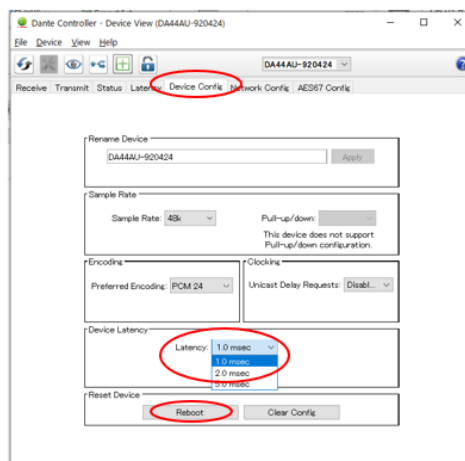 Dante Controller - Device View (DA44AU-920424)
File Device View Help
DA44AU-920424
?
Receive Transmit Status Latency Device Config Network Config AES67 Config
Rename Device
DA44AU-920424 Apply
Sample Rate
Sample Rate: 48k Pull-up/down:
This device does not support
Pull-up/down configuration.
Encoding Clocking
Preferred Encoding: PCM 24 Unicast Delay Requests: Disabl...
Device Latency
Latency: 1.0 msec
1.0 msec
2.0 msec
5.0 msec
Reset Device
Reboot Clear Config